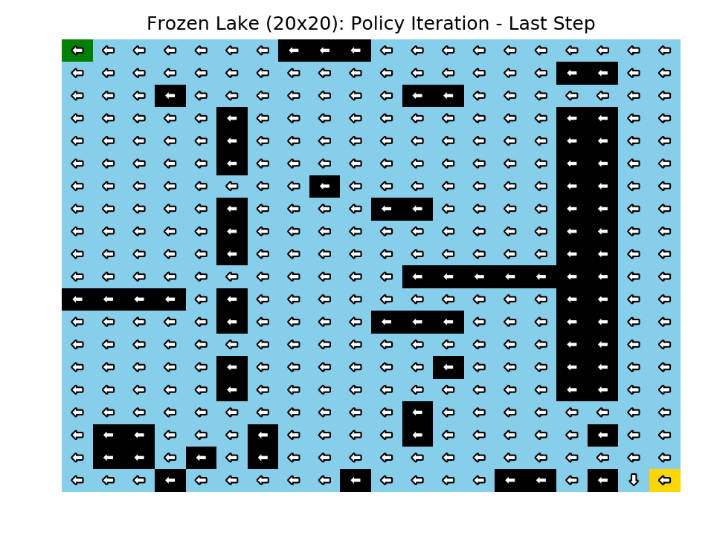 Frozen Lake (20x20): Policy Iteration - Last Step